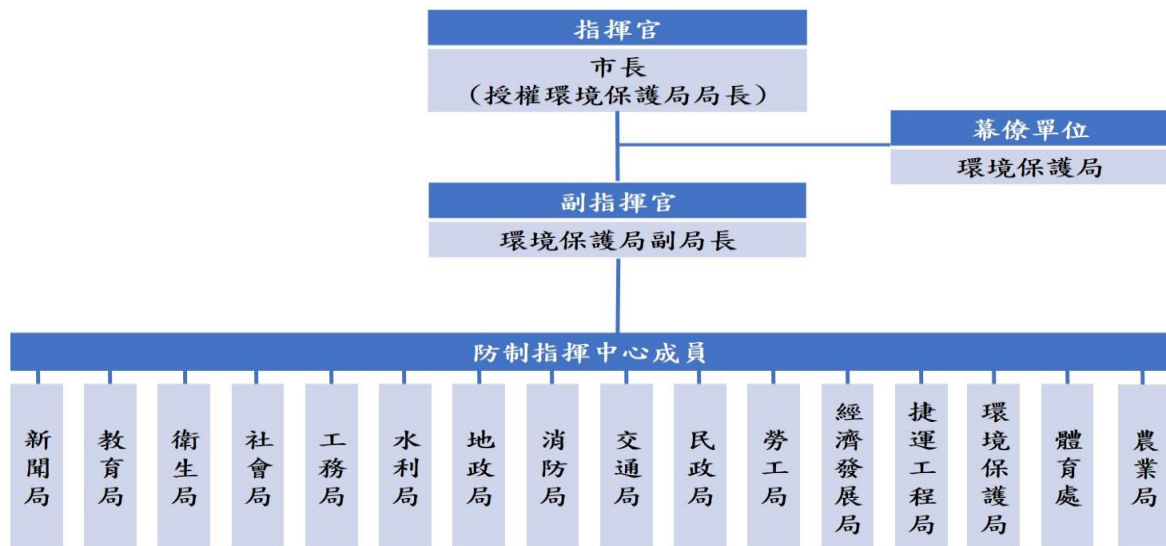 指揮官
市長
（授權環境保護局局長）
幕僚單位
環境保護局
副指揮官
環境保護局副局長
防制指揮中心成員
新聞局
教育局
衛生局
社會局
工務局
水利局
地政局
消防局
交通局
民政局
勞工局
經濟發展局
捷運工程局
環境保護局
體育處
農業局